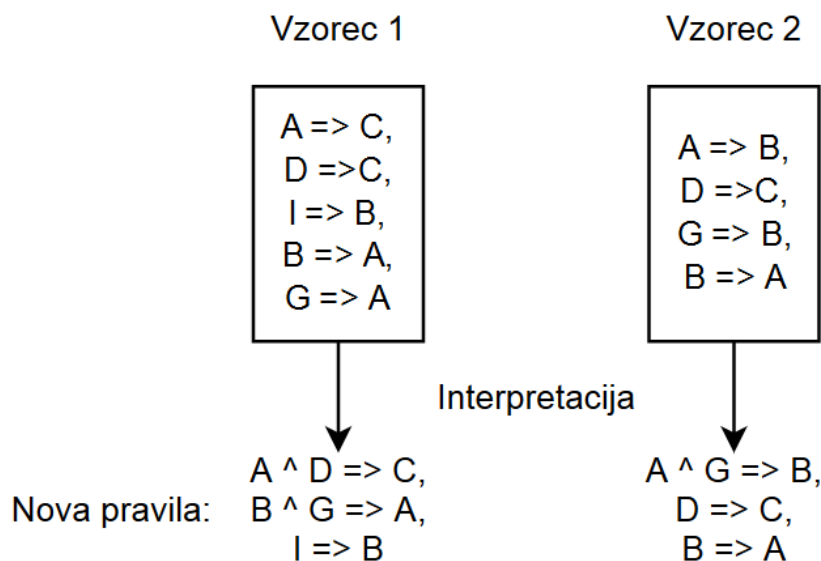 Vzorec 1
Vzorec 2
A => C,
D =>C,
I => B,
B => A,
G => A
A => B,
D =>C,
G => B,
B => A
Interpretacija
Nova pravila:
A ^ D => C,
B ^ G => A,
I => B
A ^ G => B,
D => C,
B => A